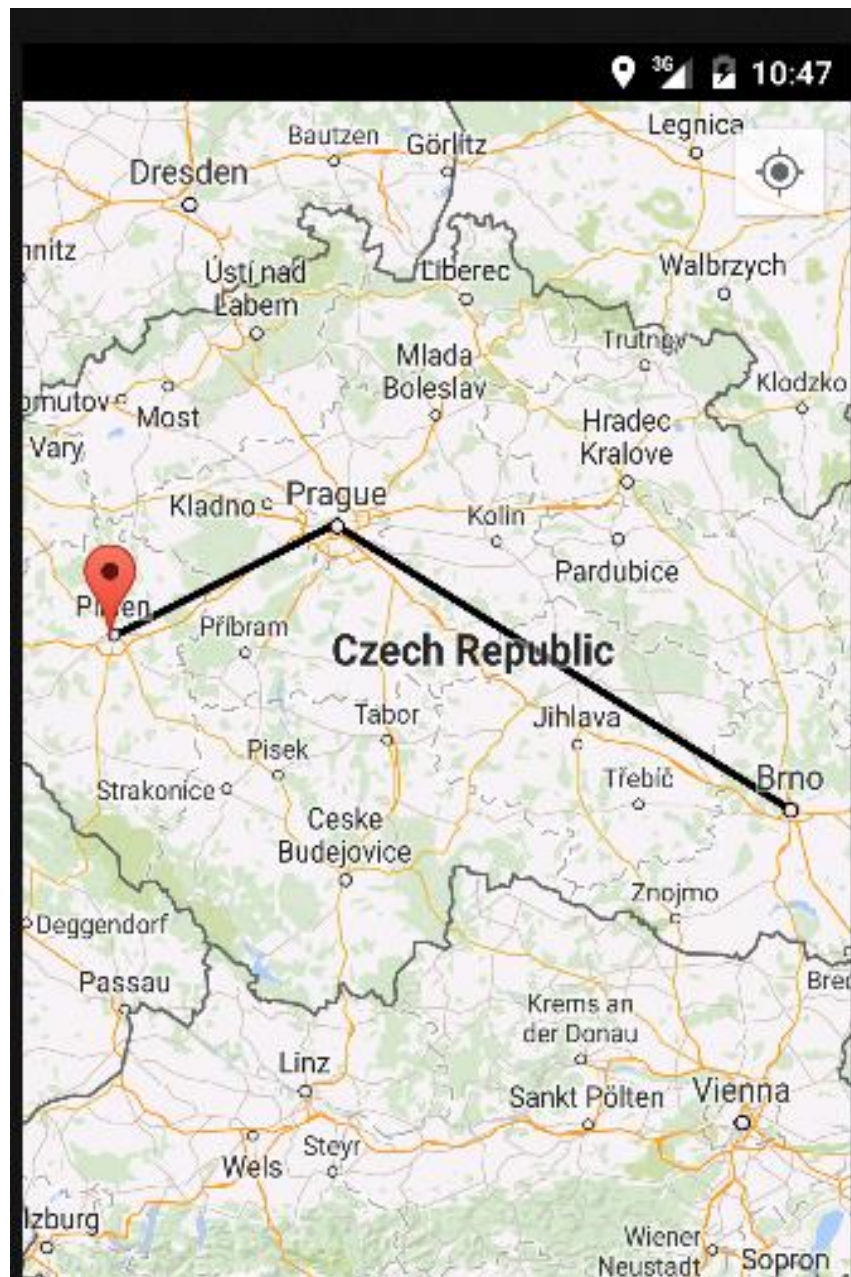 3G 10:47
Bautzen
Görlitz
Legnica
Dresden
nnitz
Ústí nad
Labem
Liberec
Walbrzych
Trutnov
Mlada
Boleslav
Klodzko
omutov
Most
Vary
Hradec
Kralove
Kladno
Prague
Kolin
Pardubice
Příbram
Czech Republic
Tabor
Jihlava
Pisek
Třebíč
Brno
Strakonice
Ceske
Budejovice
Znojmo
Deggendorf
Passau
Brec
Krems an
der Donau
Linz
Sankt Pölten
Vienna
Steyr
Wels
lzburg
Wiener
Neustadt
Sopron